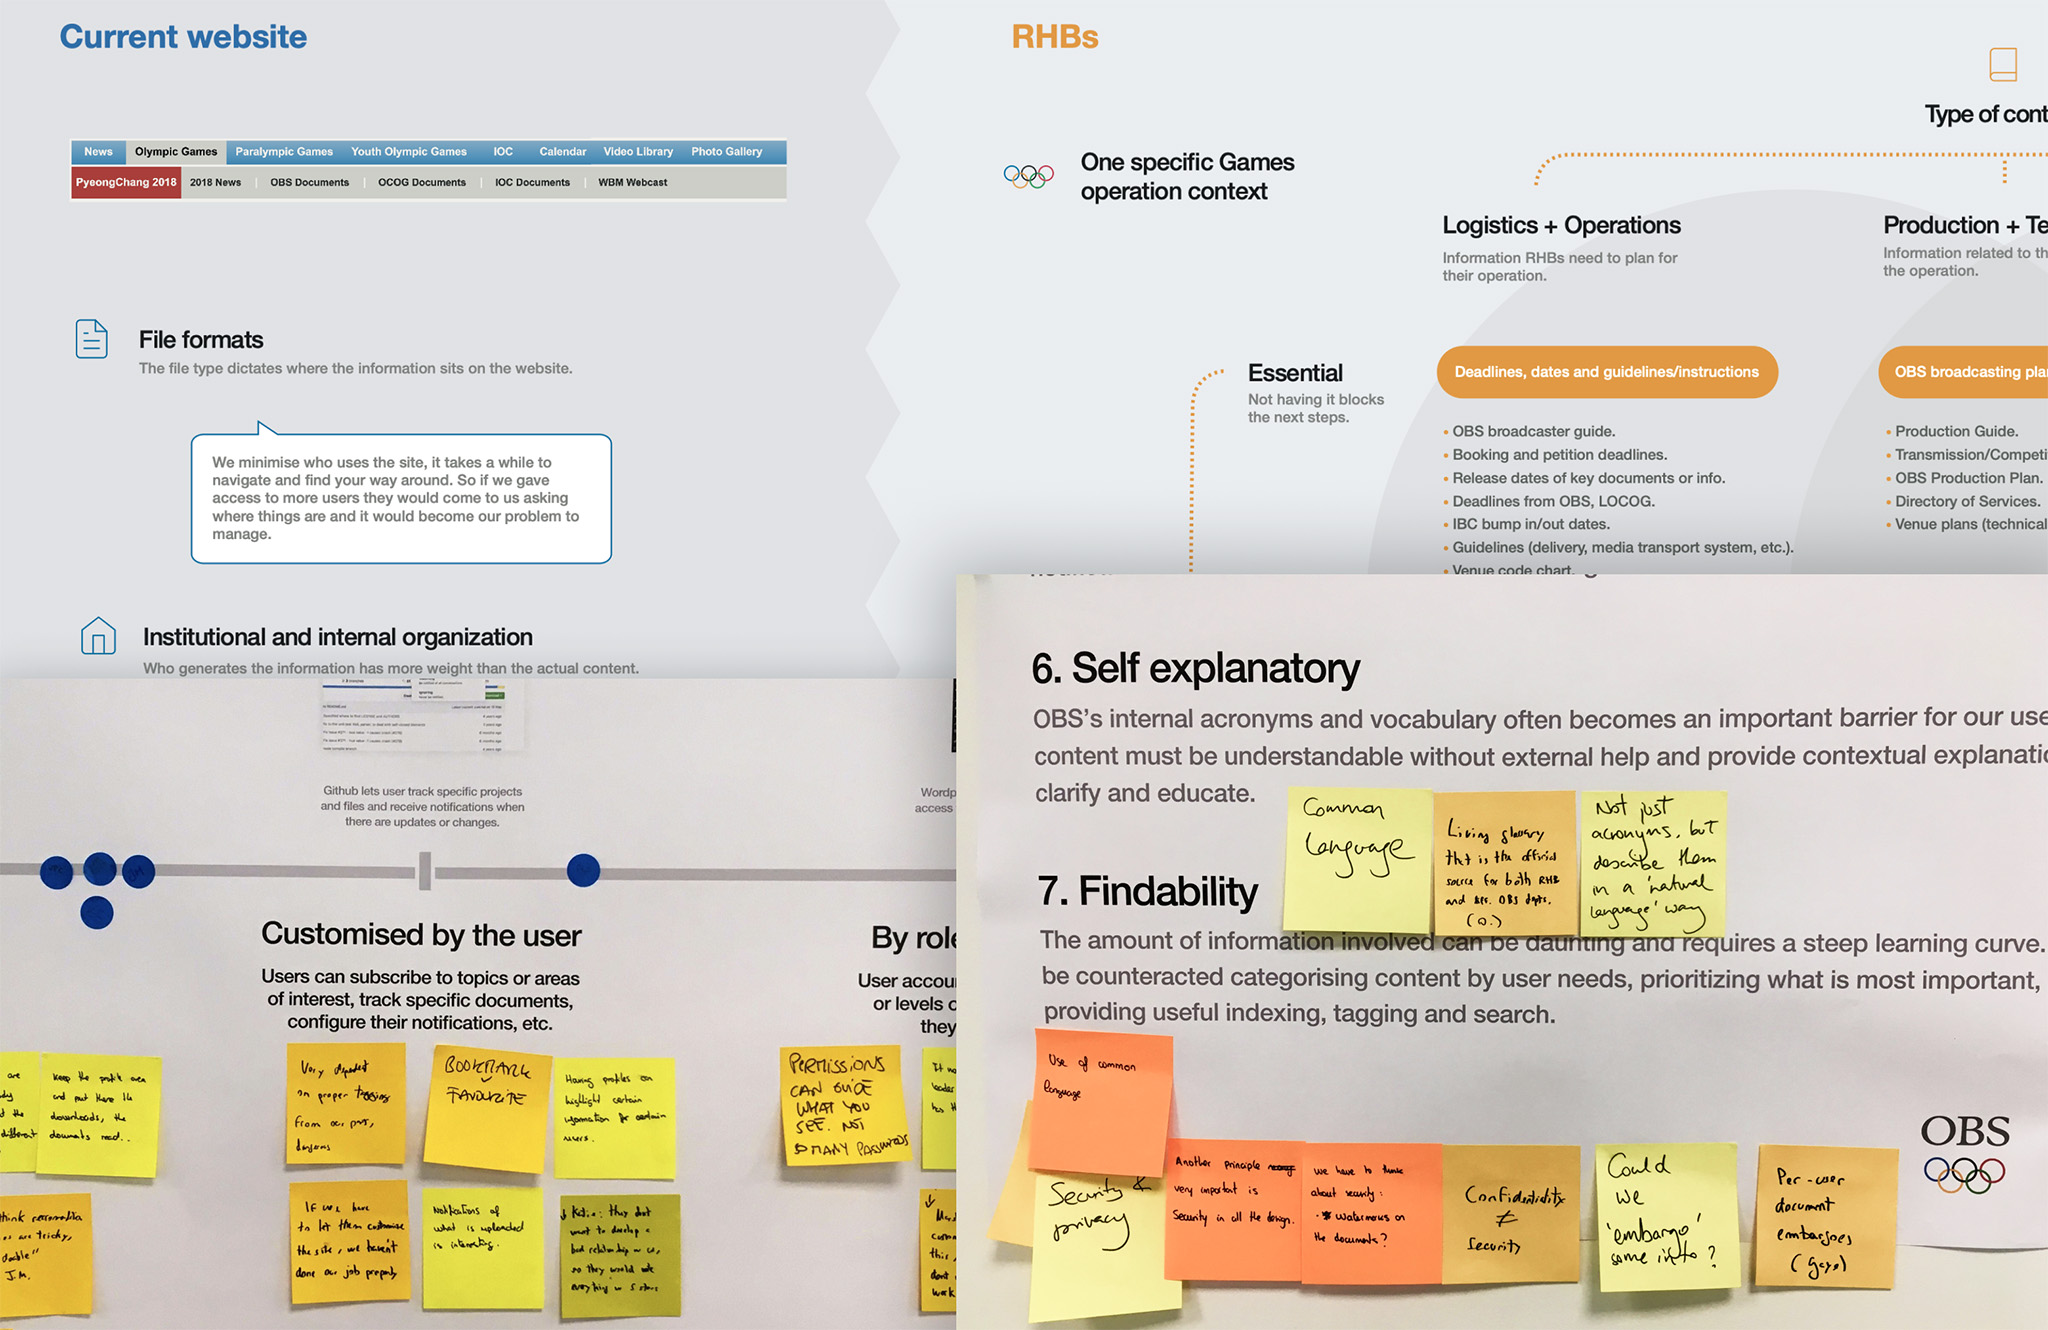 Current website
News
Olympic Games
Paralympic Games
Youth Olympic Games
IOC
Calendar
Video Library
Photo Gallery
PyeongChang 2018
2018 News
OBS Documents
OCOG Documents
IOC Documents
WBM Webcast
File formats
The file type dictates where the information sits on the website.
We minimise who uses the site, it takes a while to
navigate and find your way around. So if we gave
access to more users they would come to us asking
where things are and it would become our problem to
manage.
Institutional and internal organization
Who generates the information has more weight than the actual content.
RHBs
One specific Games
operation context
Type of cont
Logistics + Operations
Information RHBs need to plan for
their operation.
Production + Te
Information related to th
the operation.
Essential
Not having it blocks
the next steps.
Deadlines, dates and guidelines/instructions
• OBS broadcaster guide.
• Booking and petition deadlines.
• Release dates of key documents or info.
• Deadlines from OBS, LOCOG.
• IBC bump in/out dates.
• Guidelines (delivery, media transport system, etc.).
• Venue code chart.
OBS broadcasting pla
• Production Guide.
• Transmission/Competi
• OBS Production Plan.
• Directory of Services.
• Venue plans (technical
Github lets user track specific projects
and files and receive notifications when
there are updates or changes.
Wordp
access
Customised by the user
Users can subscribe to topics or areas
of interest, track specific documents,
configure their notifications, etc.
By role
User accou
or levels o
they
are
different
Keep the profile area
and put there the
downloads, the
documents read..
think
are tricky,
J.M.
Very depend
on proper tagging
from our part,
BOOKMARK
FAVOURITE
Having profiles can
highlight certain
information for certain
users.
If we have
to let them customise
the site, we haven't
done our job properly
Notifications of
what is uploaded
is interesting.
Katia: they dont
want to develop a
bad relationship w us,
so they would rate
everything w 5 stars
PERMISSIONS
CAN GUIDE
WHAT YOU
SEE. NOT
SO MANY PASSWORDS
6. Self explanatory
OBS's internal acronyms and vocabulary often becomes an important barrier for our use
content must be understandable without external help and provide contextual explanatio
clarify and educate.
Common
Language
Living glossary
that is the official
source for both RHB
and OBS depts.
(O.)
Not just
acronyms, but
describe them
in a 'natural
language' way
7. Findability
The amount of information involved can be daunting and requires a steep learning curve.
be counteracted categorising content by user needs, prioritizing what is most important,
providing useful indexing, tagging and search.
Use of common
language
Security &
privacy
Another principle
very important is
Security in all the design.
we have to think
about security:
- Watermarks on
the documents?
Confidentiality
≠
Security
Could
we
'embargo'
some info?
Per-user
document
embargoes
OBS